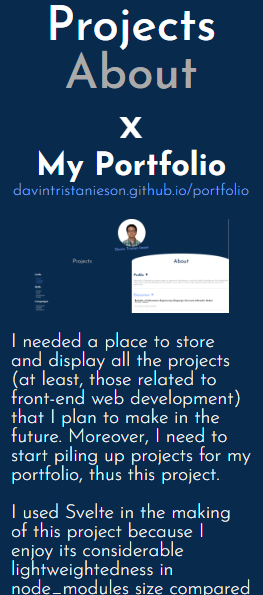 Projects
About
x
My Portfolio
davintristanieson.github.io/portfolio
Projects
About
I needed a place to store
and display all the projects
(at least, those related to
front-end web development)
that I plan to make in the
future. Moreover, I need to
start piling up projects for my
portfolio, thus this project.
I used Svelte in the making
of this project because I
enjoy its considerable
lightweightedness in
node_modules size compared